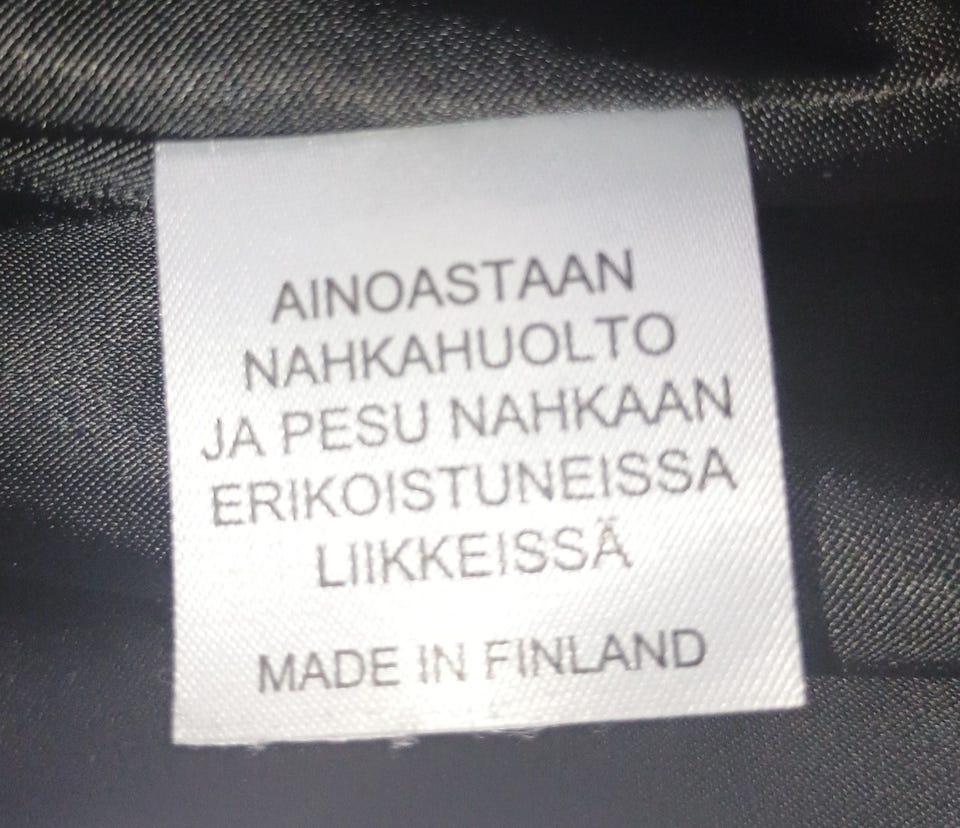 AINOASTAAN
NAHKAHUOLTO
JA PESU NAHKAAN
ERIKOISTUNEISSA
LIIKKEISSÄ
MADE IN FINLAND